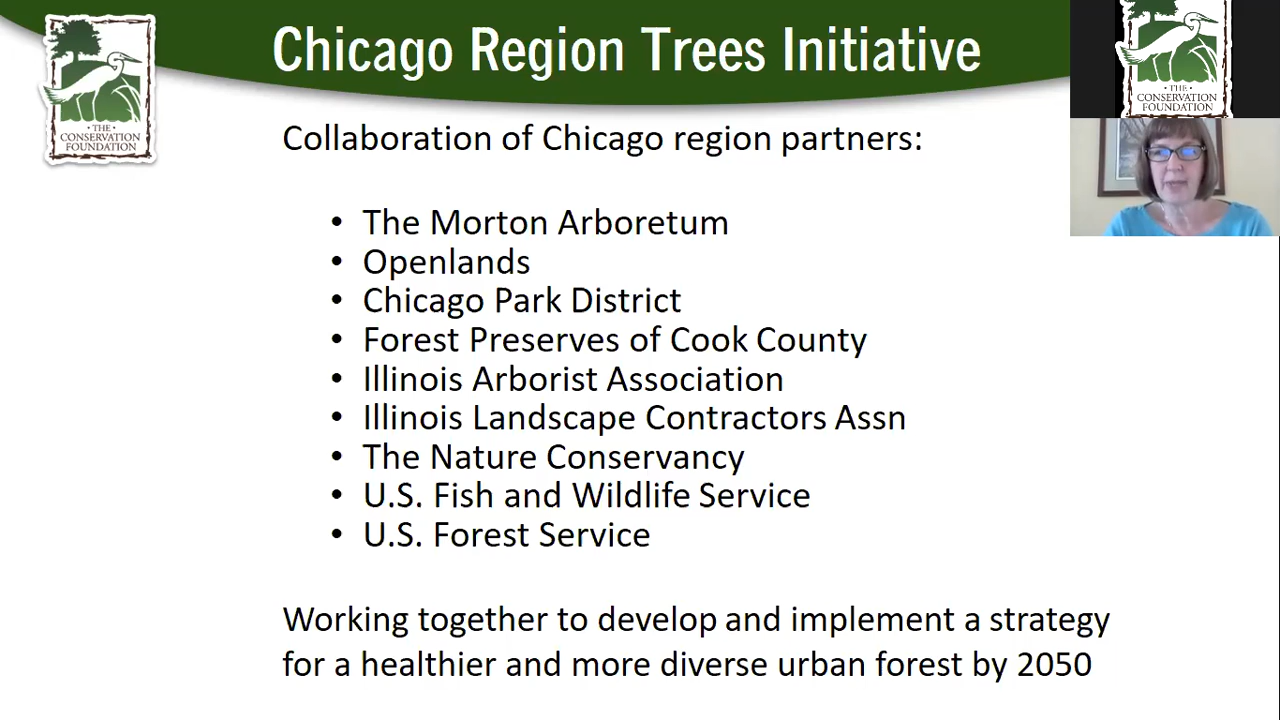 Chicago Region Trees Initiative
• THE •
CONSERVATION
FOUNDATION
• THE •
CONSERVATION
FOUNDATION
Collaboration of Chicago region partners:
• The Morton Arboretum
• Openlands
• Chicago Park District
• Forest Preserves of Cook County
• Illinois Arborist Association
• Illinois Landscape Contractors Assn
• The Nature Conservancy
• U.S. Fish and Wildlife Service
• U.S. Forest Service
Working together to develop and implement a strategy
for a healthier and more diverse urban forest by 2050